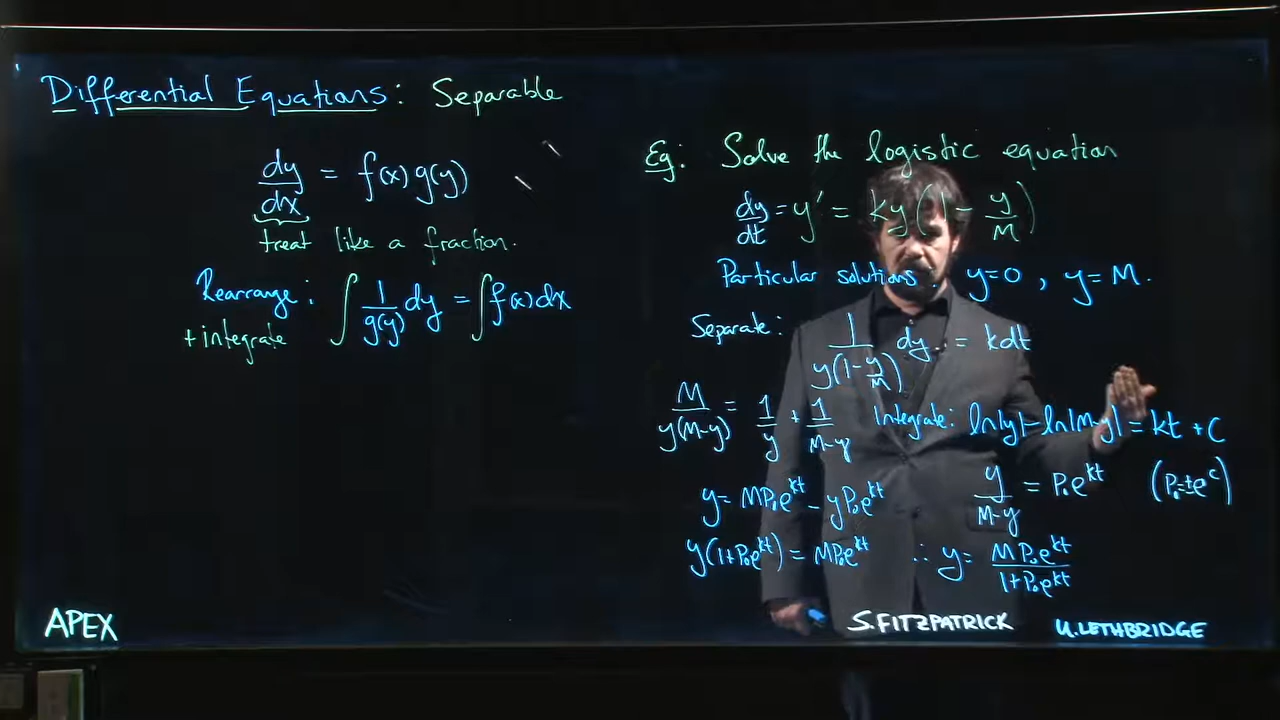 Differential Equations: Separable
dy/dx = f(x)g(y)
treat like a fraction.
Rearrange: ∫ 1/g(y) dy = ∫ f(x)dx
+ integrate
Eg: Solve the logistic equation
dy/dt = y' = ky(1 - y/M)
Particular solutions: y=0, y=M.
Separate: 1/(y(1-y/M)) dy = kdt
M/(y(M-y)) = 1/y + 1/(M-y) Integrate: ln|y| - ln|M-y| = kt + C
y/(M-y) = P₀e^kt (P₀=±e^c)
y = MP₀e^kt - yP₀e^kt
y(1+P₀e^kt) = MP₀e^kt ∴ y = MP₀e^kt/(1+P₀e^kt)
APEX
S. FITZPATRICK
U. LETHBRIDGE